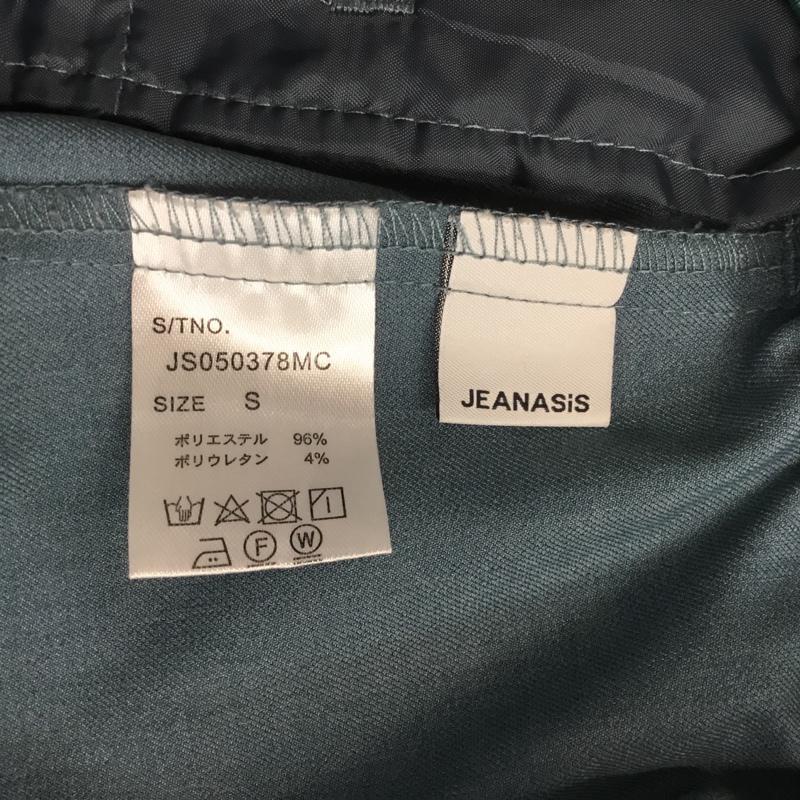 S/TNO.
JS050378MC
SIZE S
ポリエステル 96%
ポリウレタン 4%
F W
JEANASiS